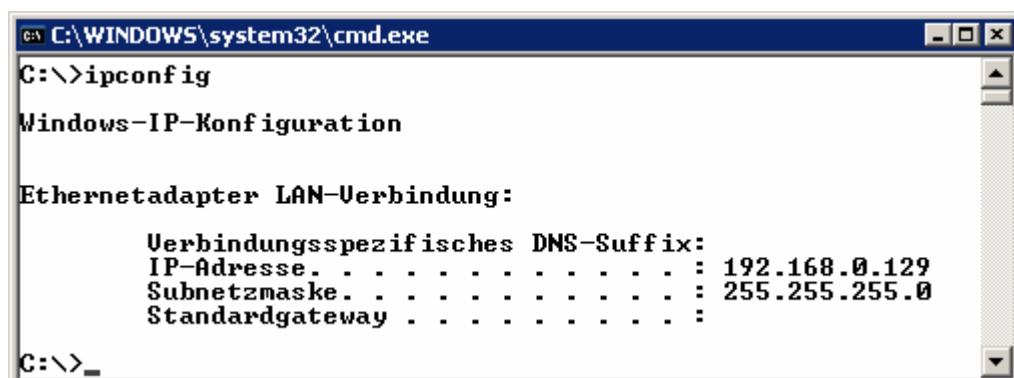 C:\WINDOWS\system32\cmd.exe
C:\>ipconfig
Windows-IP-Konfiguration
Ethernetadapter LAN-Verbindung:
Verbindungsspezifisches DNS-Suffix:
IP-Adresse. . . . . . . . . . . . : 192.168.0.129
Subnetzmaske. . . . . . . . . . . : 255.255.255.0
Standardgateway . . . . . . . . . :
C:\>_